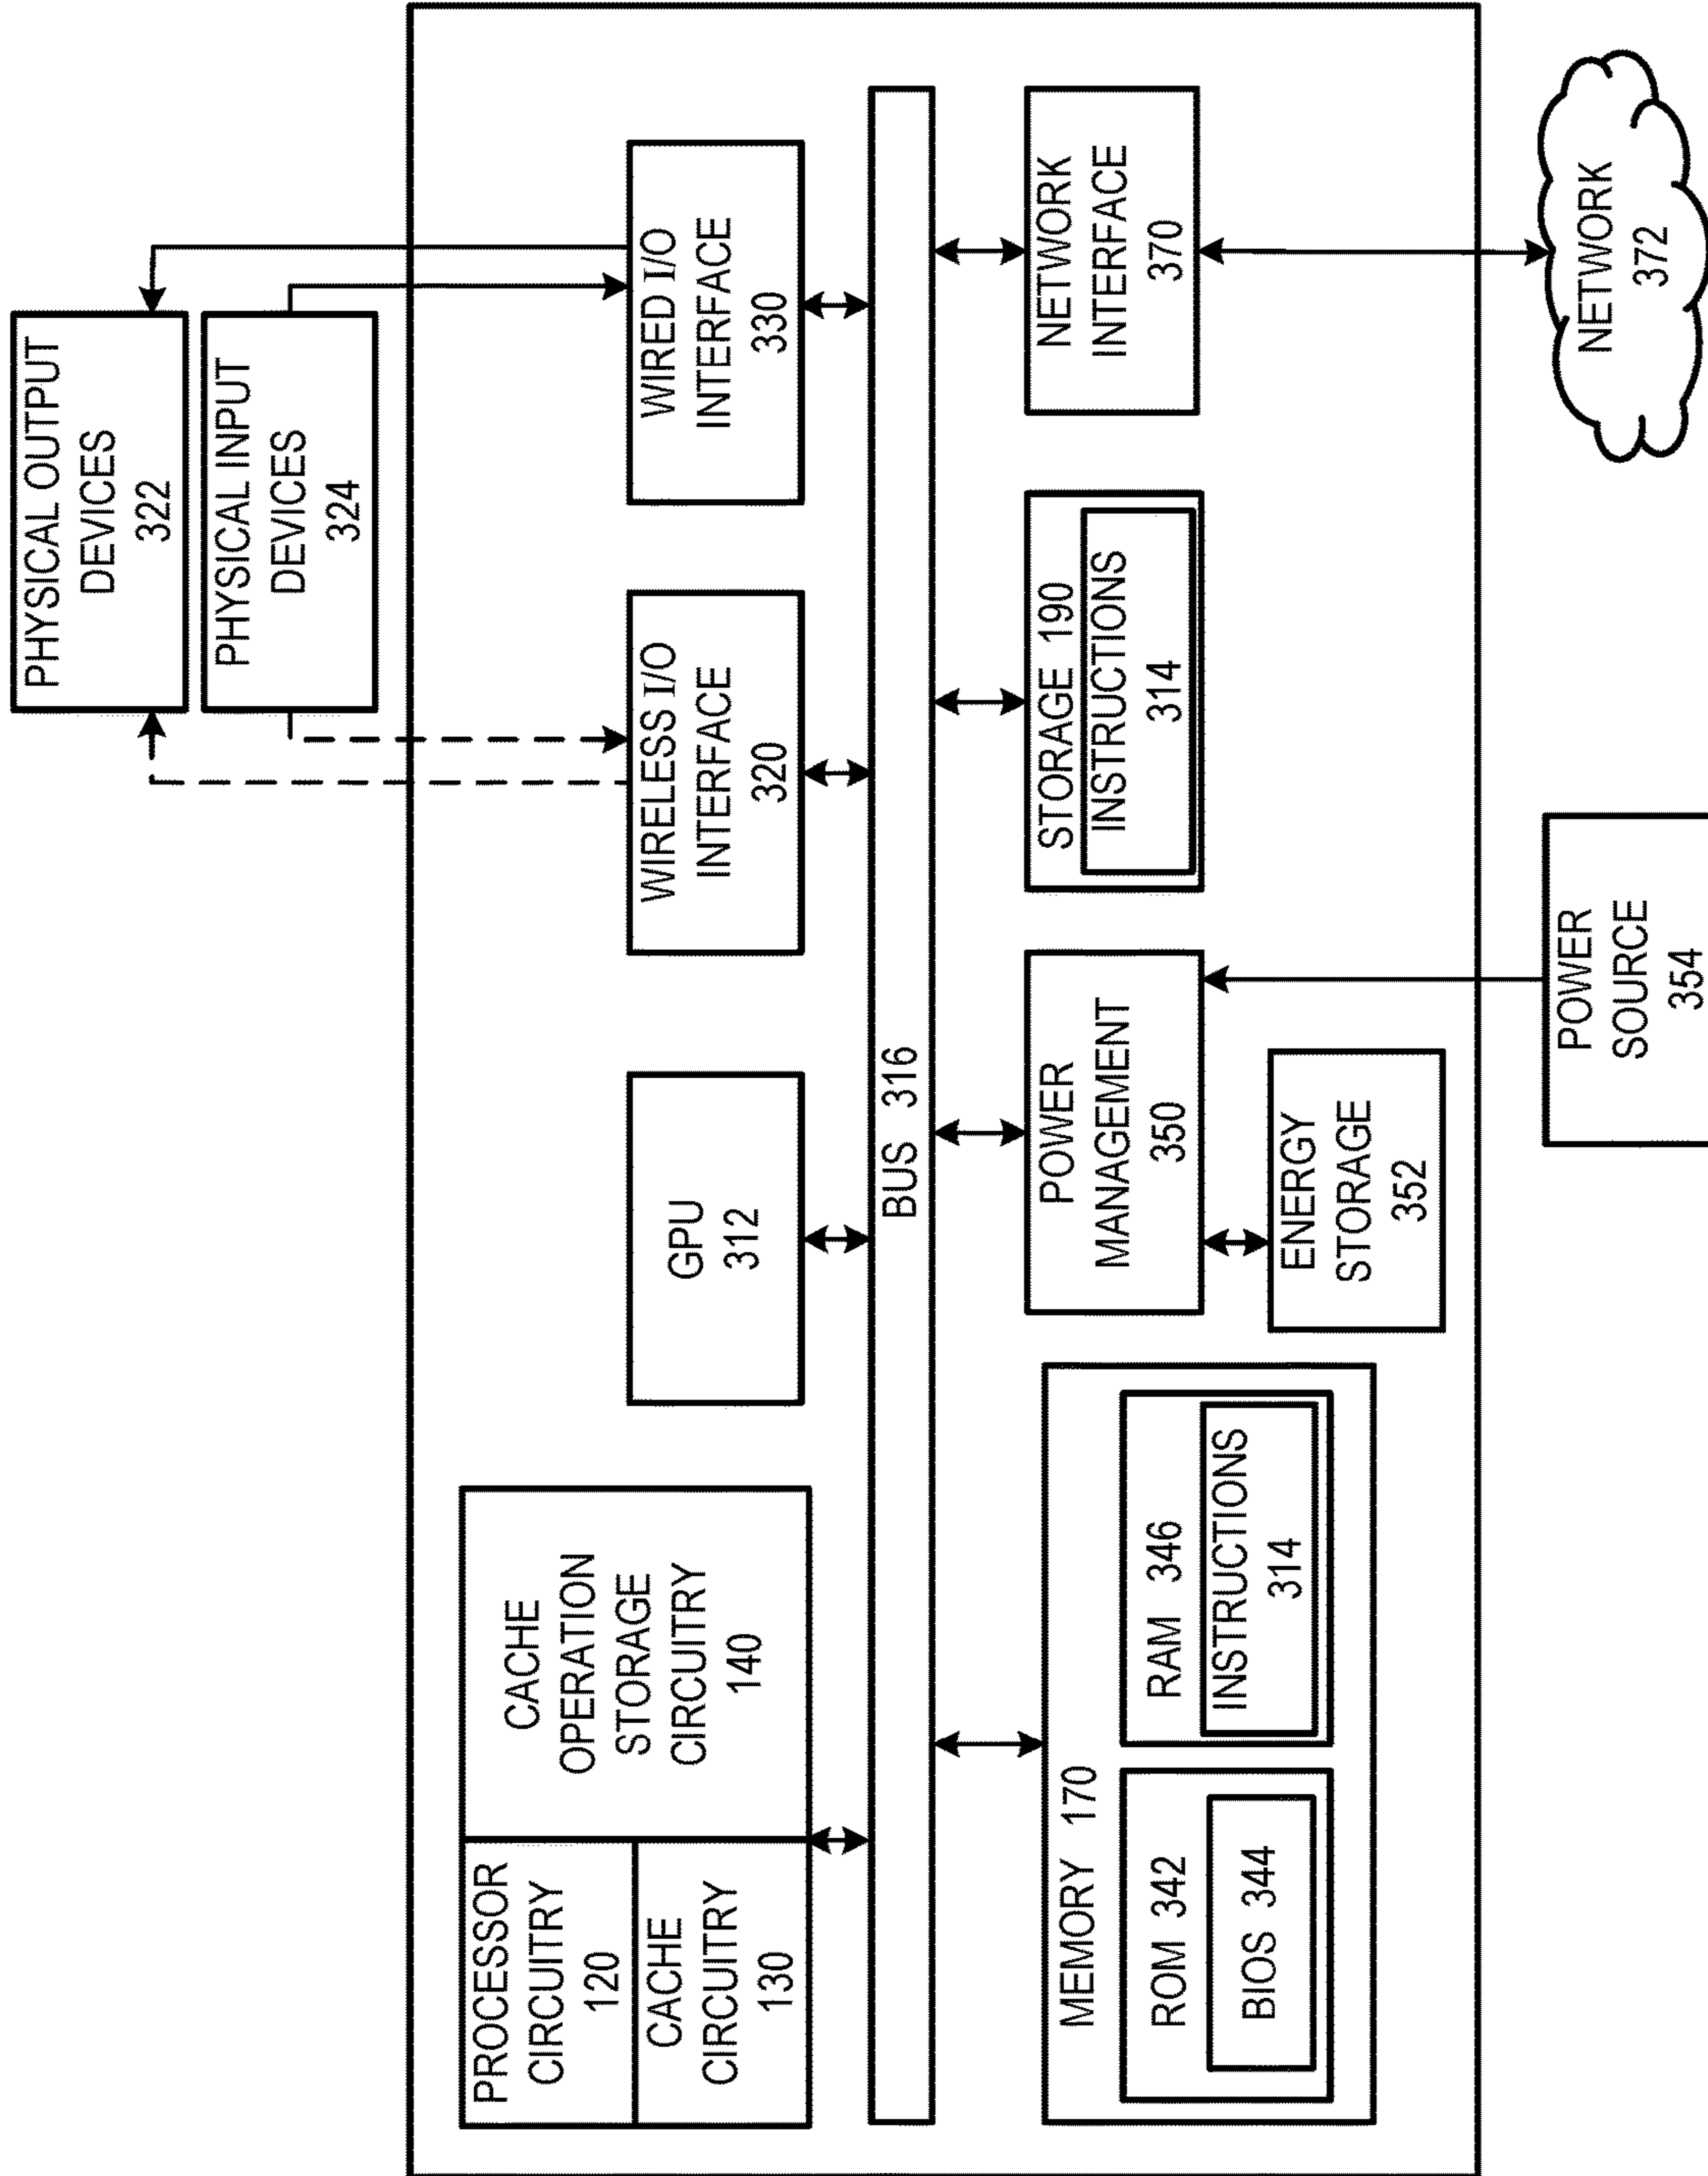 PHYSICAL OUTPUT
DEVICES
322
PHYSICAL INPUT
DEVICES
324
PROCESSOR
CIRCUITRY
120
CACHE
CIRCUITRY
130
CACHE
OPERATION
STORAGE
CIRCUITRY
140
GPU
312
WIRELESS I/O
INTERFACE
320
WIRED I/O
INTERFACE
330
BUS 316
MEMORY 170
ROM 342
BIOS 344
RAM 346
INSTRUCTIONS
314
POWER
MANAGEMENT
350
ENERGY
STORAGE
352
STORAGE 190
INSTRUCTIONS
314
NETWORK
INTERFACE
370
POWER
SOURCE
354
NETWORK
372